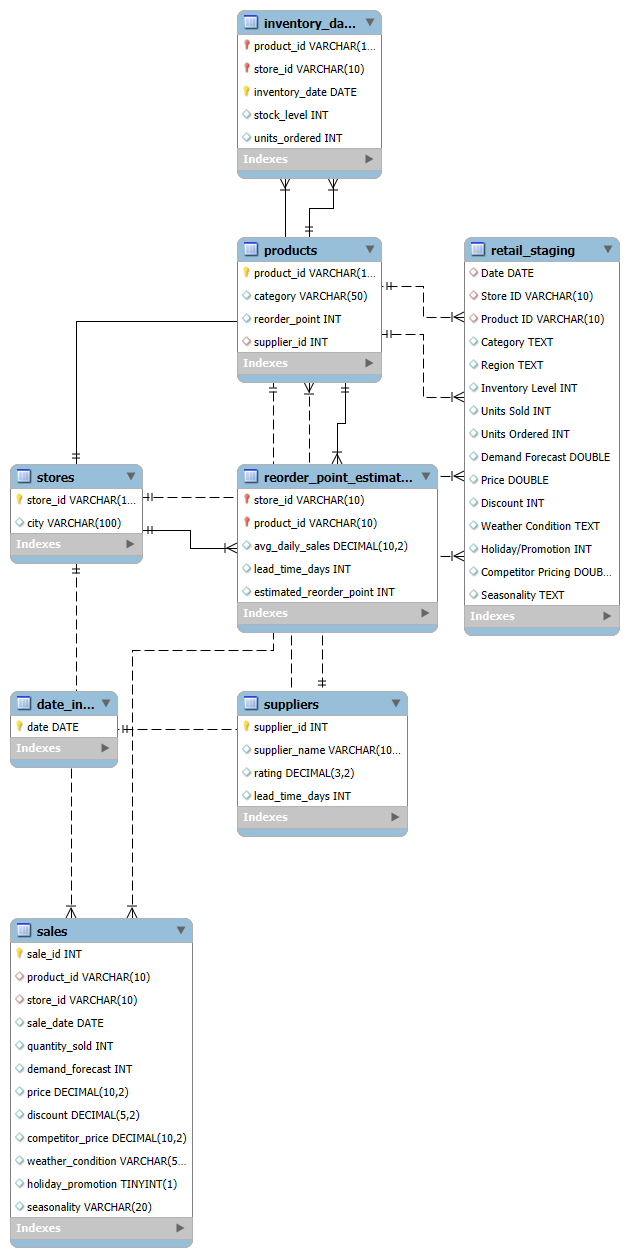 inventory_da...
product_id VARCHAR(1...
store_id VARCHAR(10)
inventory_date DATE
stock_level INT
units_ordered INT
Indexes
products
product_id VARCHAR(1...
category VARCHAR(50)
reorder_point INT
supplier_id INT
Indexes
retail_staging
Date DATE
Store ID VARCHAR(10)
Product ID VARCHAR(10)
Category TEXT
Region TEXT
Inventory Level INT
Units Sold INT
Units Ordered INT
Demand Forecast DOUBLE
Price DOUBLE
Discount INT
Weather Condition TEXT
Holiday/Promotion INT
Competitor Pricing DOUB...
Seasonality TEXT
Indexes
stores
store_id VARCHAR(1...
city VARCHAR(100)
Indexes
reorder_point_estimat...
store_id VARCHAR(10)
product_id VARCHAR(10)
avg_daily_sales DECIMAL(10,2)
lead_time_days INT
estimated_reorder_point INT
Indexes
date_in...
date DATE
Indexes
suppliers
supplier_id INT
supplier_name VARCHAR(10...
rating DECIMAL(3,2)
lead_time_days INT
Indexes
sales
sale_id INT
product_id VARCHAR(10)
store_id VARCHAR(10)
sale_date DATE
quantity_sold INT
demand_forecast INT
price DECIMAL(10,2)
discount DECIMAL(5,2)
competitor_price DECIMAL(10,2)
weather_condition VARCHAR(5...
holiday_promotion TINYINT(1)
seasonality VARCHAR(20)
Indexes